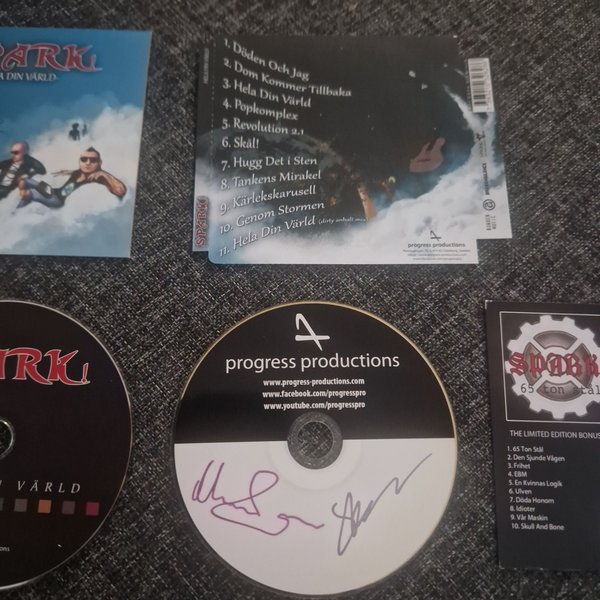 PARK!
LA DIN VÄRLD
1. Döden Och Jag
2. Dom Kommer Tillbaka
3. Hela Din Värld
4. Popkomplex
5. Revolution 2.1
6. Skål!
7. Hugg Det i Sten
8. Tankens Mirakel
9. Kärlekskarusell
10. Genom Stormen
11. Hela Din Värld (dirty anhalt mix)
SPARK!
progress productions
ARK!
VÄRLD
progress productions
www.progress-productions.com
www.facebook.com/progresspro
www.youtube.com/progresspro
SPARK
65 ton stål
THE LIMITED EDITION BONUS
1. 65 Ton Stål
2. Den Sjunde Vågen
3. Frihet
4. EBM
5. En Kvinnas Logik
6. Ulven
7. Döda Honom
8. Idioter
9. Vår Maskin
10. Skull And Bone